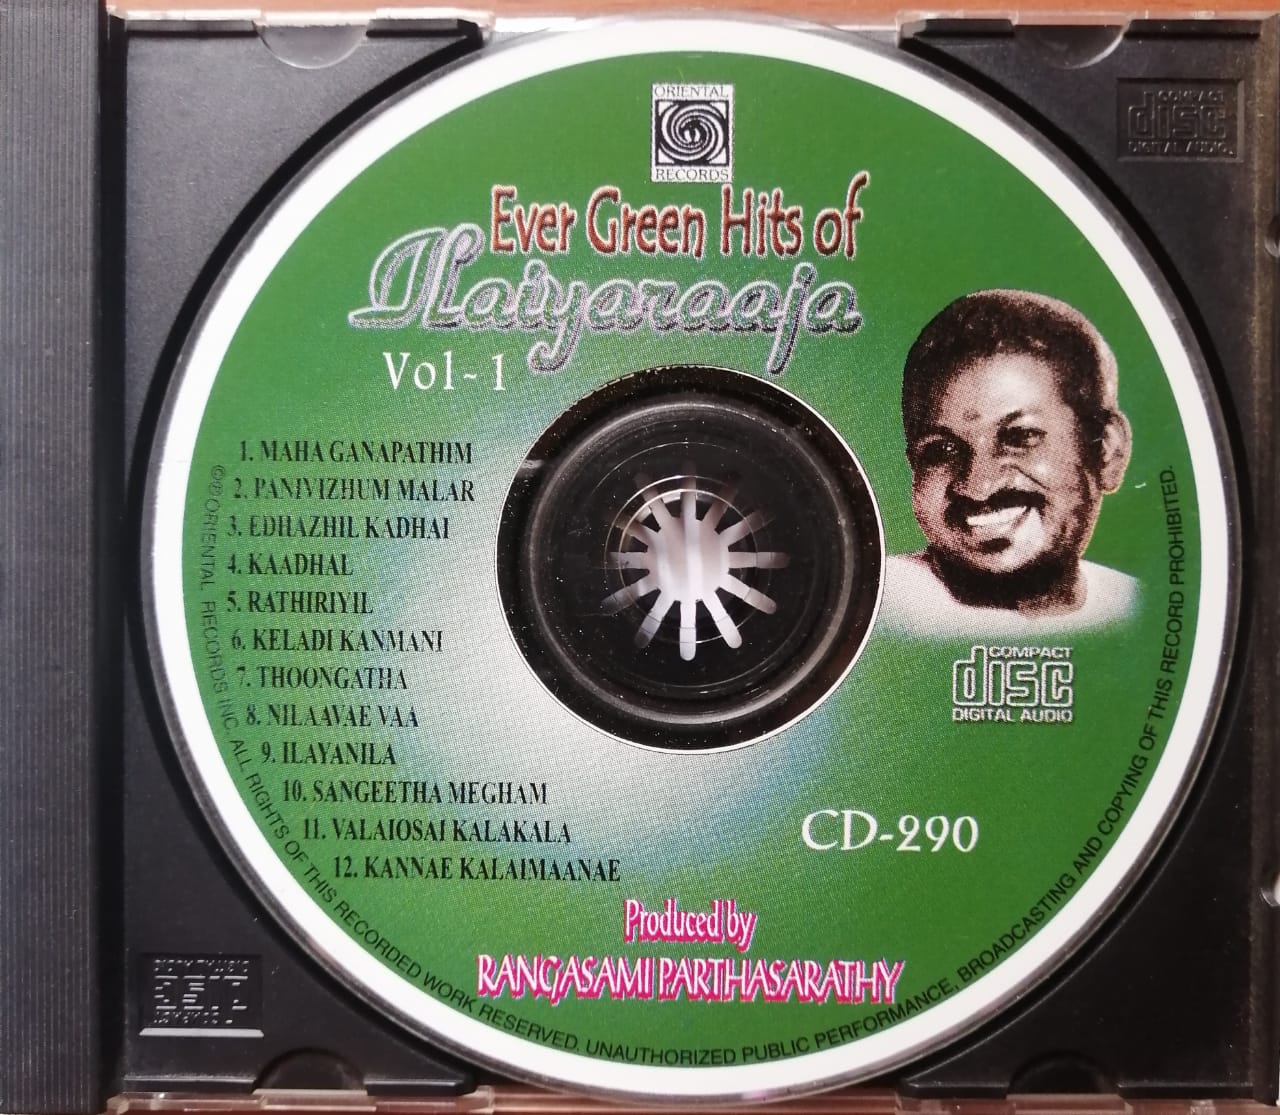 ORIENTAL
RECORDS
Ever Green Hits of
Ilaiyaraaja
Vol-1
1. MAHA GANAPATHIM
2. PANIVIZHUM MALAR
3. EDHAZHIL KADHAI
4. KAADHAL
5. RATHIRIYIL
6. KELADI KANMANI
7. THOONGATHA
8. NILAAVAE VAA
9. ILAYANILA
10. SANGEETHA MEGHAM
11. VALAIOSAI KALAKALA
12. KANNAE KALAIMAANAE
COMPACT
disc
DIGITAL AUDIO
CD-290
Produced by
RANGASAMI PARTHASARATHY
©℗ORIENTAL RECORDS INC. ALL RIGHTS OF THIS RECORDED WORK RESERVED. UNAUTHORIZED PUBLIC PERFORMANCE, BROADCASTING AND COPYING OF THIS RECORD PROHIBITED.
COMPACT
disc
DIGITAL AUDIO